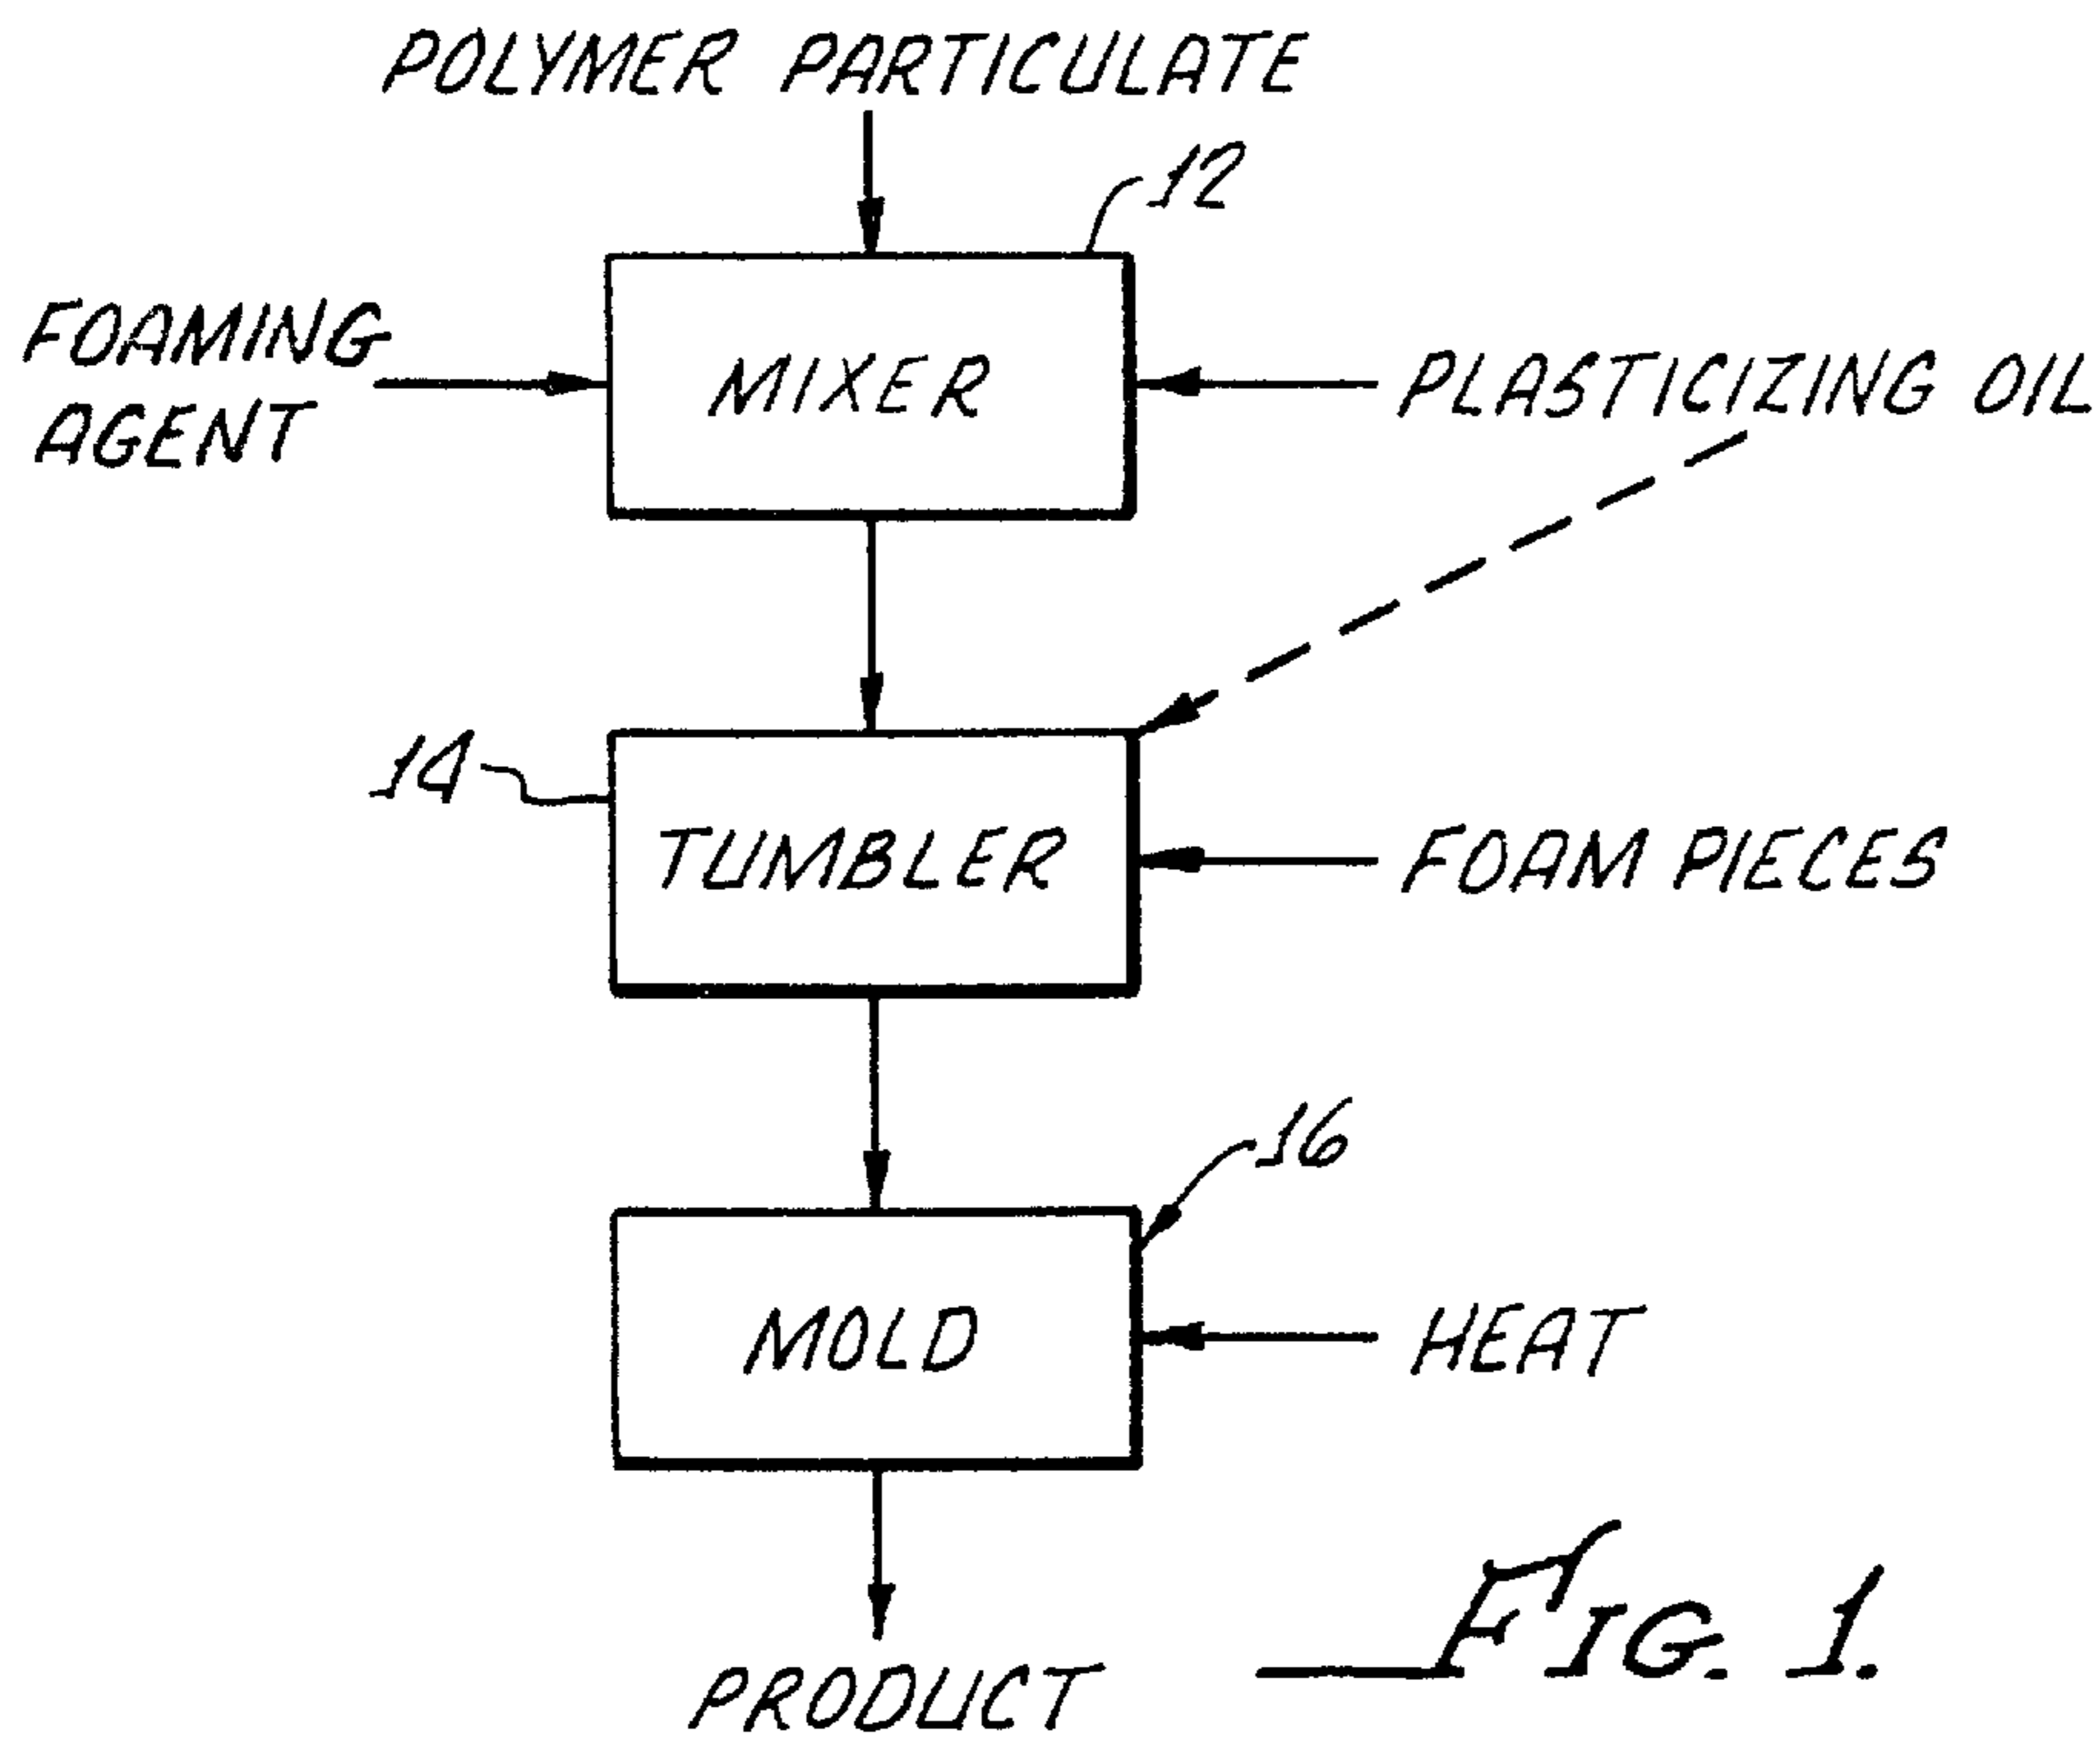 POLYMER PARTICULATE
12
FOAMING
AGENT
MIXER
PLASTICIZING OIL
14
TUMBLER
FOAM PIECES
16
MOLD
HEAT
PRODUCT
FIG. 1.